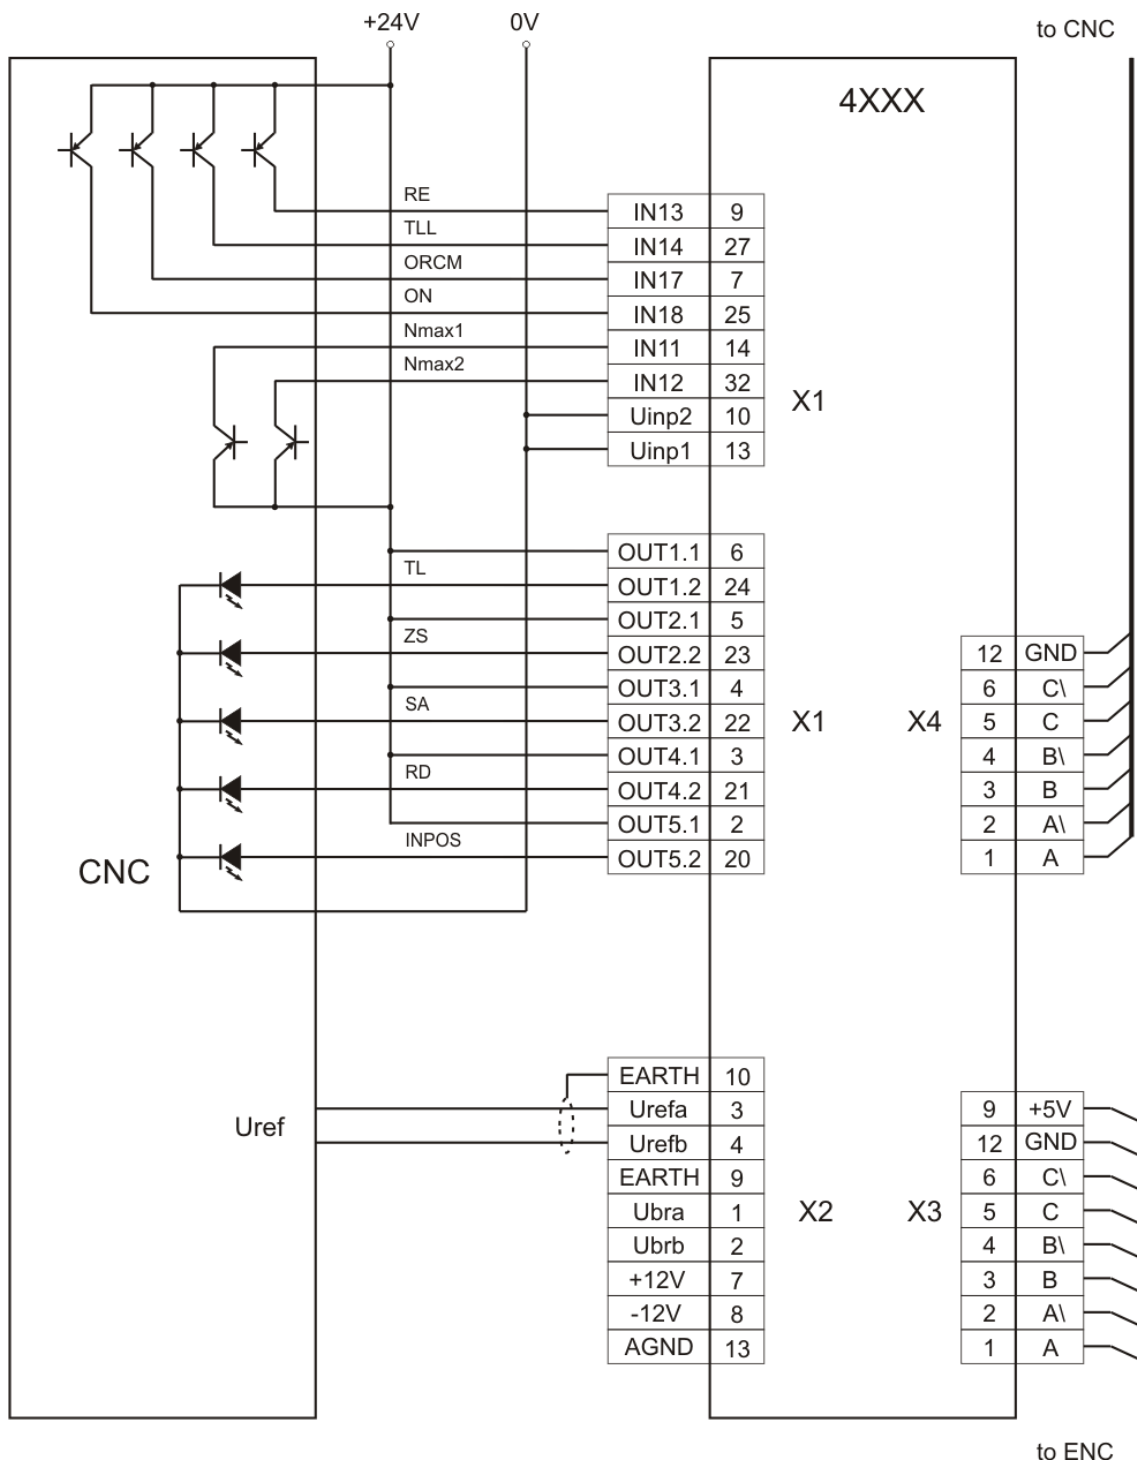 +24V 0V to CNC
4XXX
RE
IN13 9
TLL
IN14 27
ORCM
IN17 7
ON
IN18 25
Nmax1
IN11 14
Nmax2
IN12 32
X1
Uinp2 10
Uinp1 13
OUT1.1 6
TL
OUT1.2 24
OUT2.1 5
ZS
OUT2.2 23
OUT3.1 4
SA
OUT3.2 22
X1
OUT4.1 3
RD
OUT4.2 21
OUT5.1 2
INPOS
OUT5.2 20
X4
12 GND
6 C\
5 C
4 B\
3 B
2 A\
1 A
CNC
Uref
EARTH 10
Urefa 3
Urefb 4
EARTH 9
Ubra 1
Ubrb 2
+12V 7
-12V 8
AGND 13
X2
X3
9 +5V
12 GND
6 C\
5 C
4 B\
3 B
2 A\
1 A
to ENC